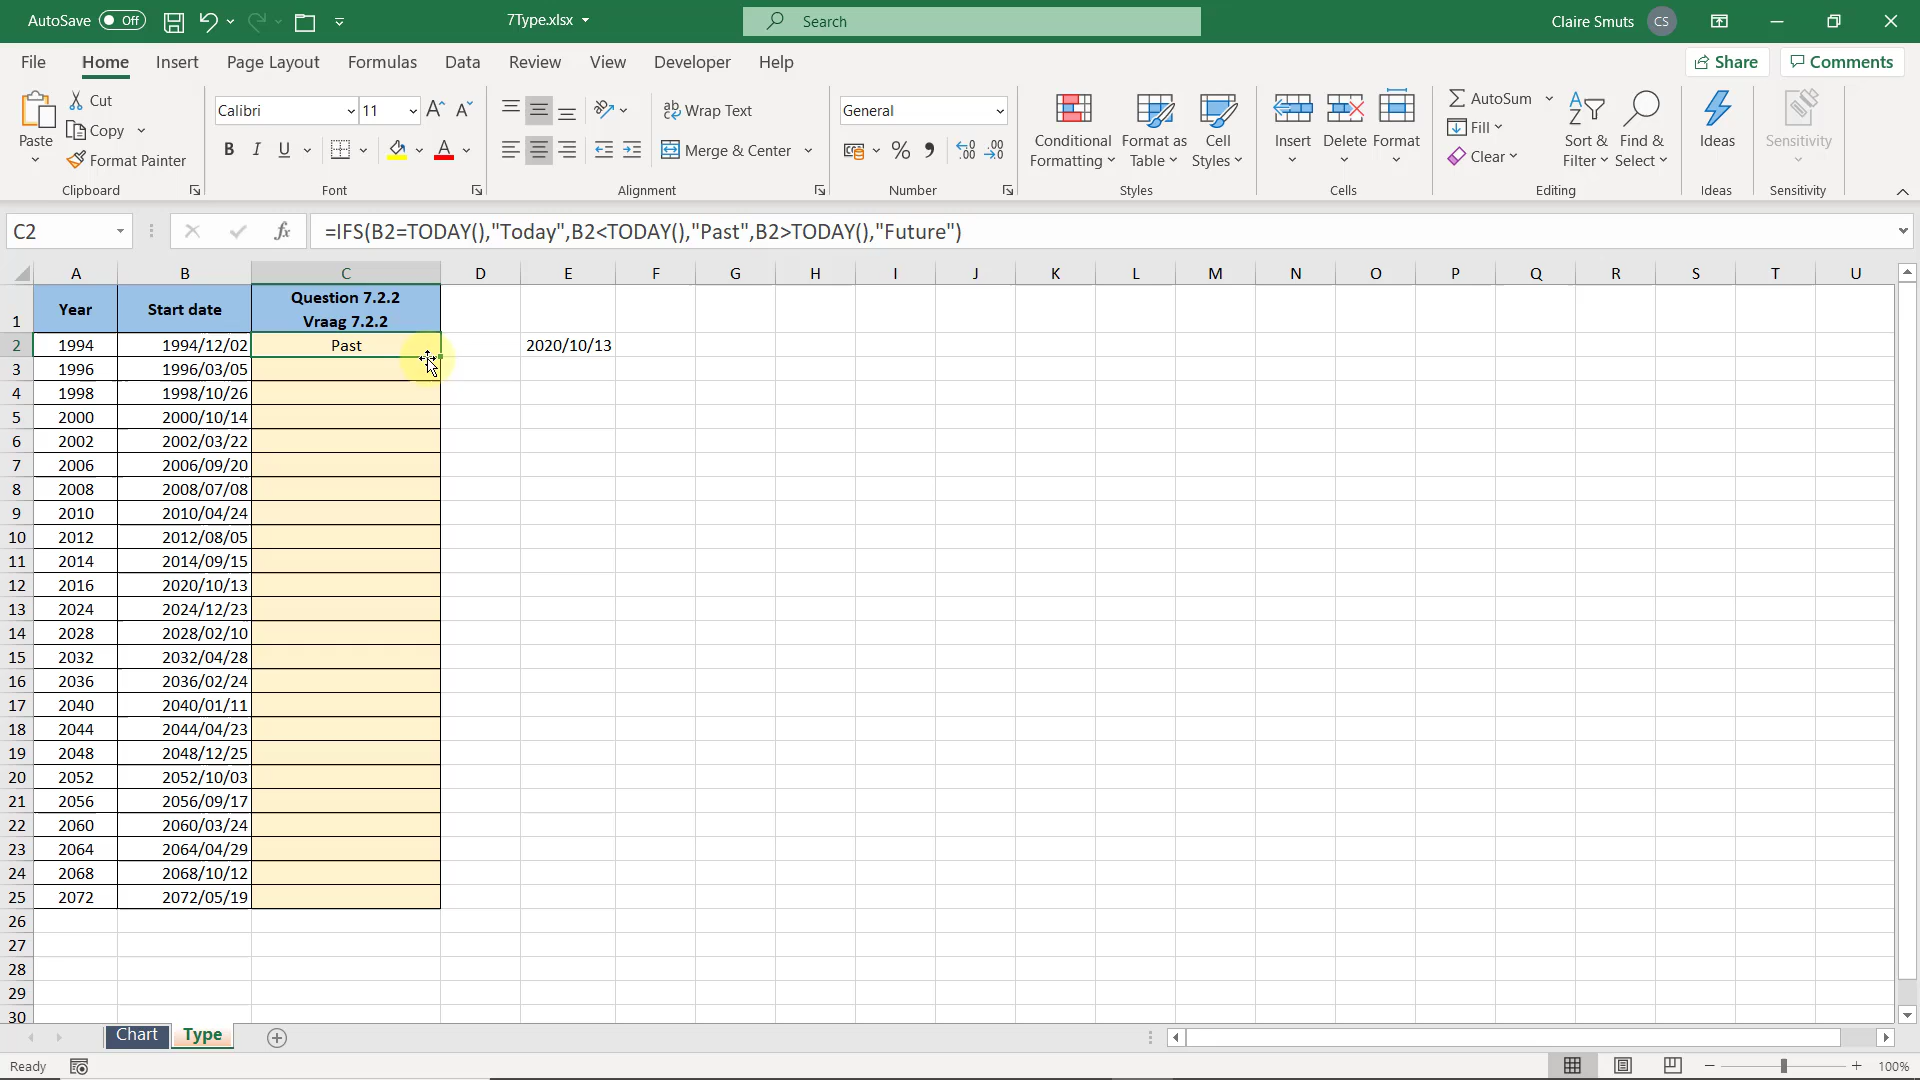 AutoSave Off 7Type.xlsx Search Claire Smuts CS
File Home Insert Page Layout Formulas Data Review View Developer Help Share Comments
Paste
Cut
Copy
Format Painter
Clipboard
Calibri 11
B I U A
Font
Wrap Text
Merge & Center
Alignment
General
%
Number
Conditional Formatting
Format as Table
Cell Styles
Styles
Insert Delete Format
Cells
AutoSum
Fill
Clear
Sort & Filter
Find & Select
Editing
Ideas
Ideas
Sensitivity
Sensitivity
C2 fx =IFS(B2=TODAY(),"Today",B2<TODAY(),"Past",B2>TODAY(),"Future")
A B C D E F G H I J K L M N O P Q R S T U
1 Year Start date Question 7.2.2
Vraag 7.2.2
2 1994 1994/12/02 Past 2020/10/13
3 1996 1996/03/05
4 1998 1998/10/26
5 2000 2000/10/14
6 2002 2002/03/22
7 2006 2006/09/20
8 2008 2008/07/08
9 2010 2010/04/24
10 2012 2012/08/05
11 2014 2014/09/15
12 2016 2020/10/13
13 2024 2024/12/23
14 2028 2028/02/10
15 2032 2032/04/28
16 2036 2036/02/24
17 2040 2040/01/11
18 2044 2044/04/23
19 2048 2048/12/25
20 2052 2052/10/03
21 2056 2056/09/17
22 2060 2060/03/24
23 2064 2064/04/29
24 2068 2068/10/12
25 2072 2072/05/19
26
27
28
29
30
Chart Type
Ready 100%